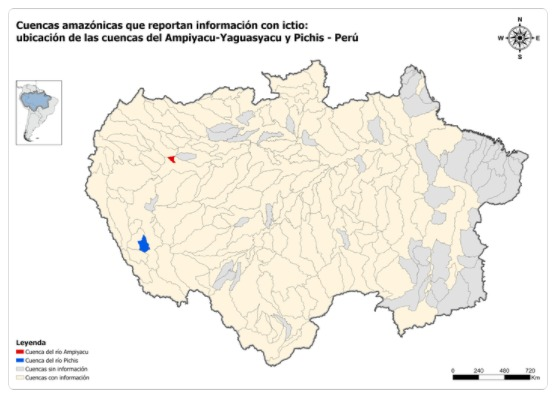 Cuencas amazónicas que reportan información con ictio:
ubicación de las cuencas del Ampiyacu-Yaguasyacu y Pichis - Perú
N
W
E
S
Leyenda
Cuenca del río Ampiyacu
Cuenca del río Pichis
Cuencas sin información
Cuencas con información
0 240 480 720
Km